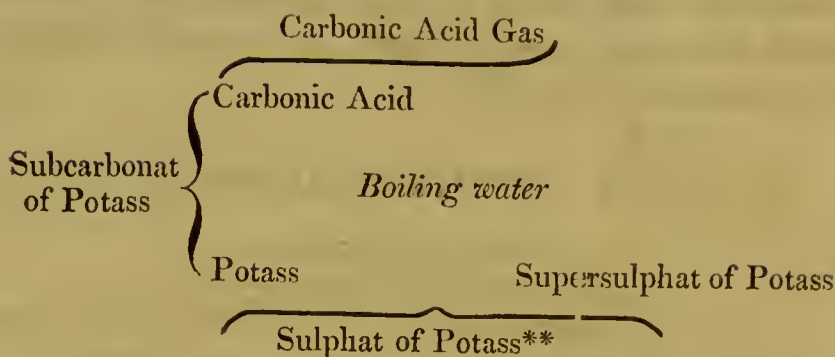 Carbonic Acid Gas
Carbonic Acid
Subcarbonat
of Potass
Boiling water
Potass Supersulphat of Potass
Sulphat of Potass**